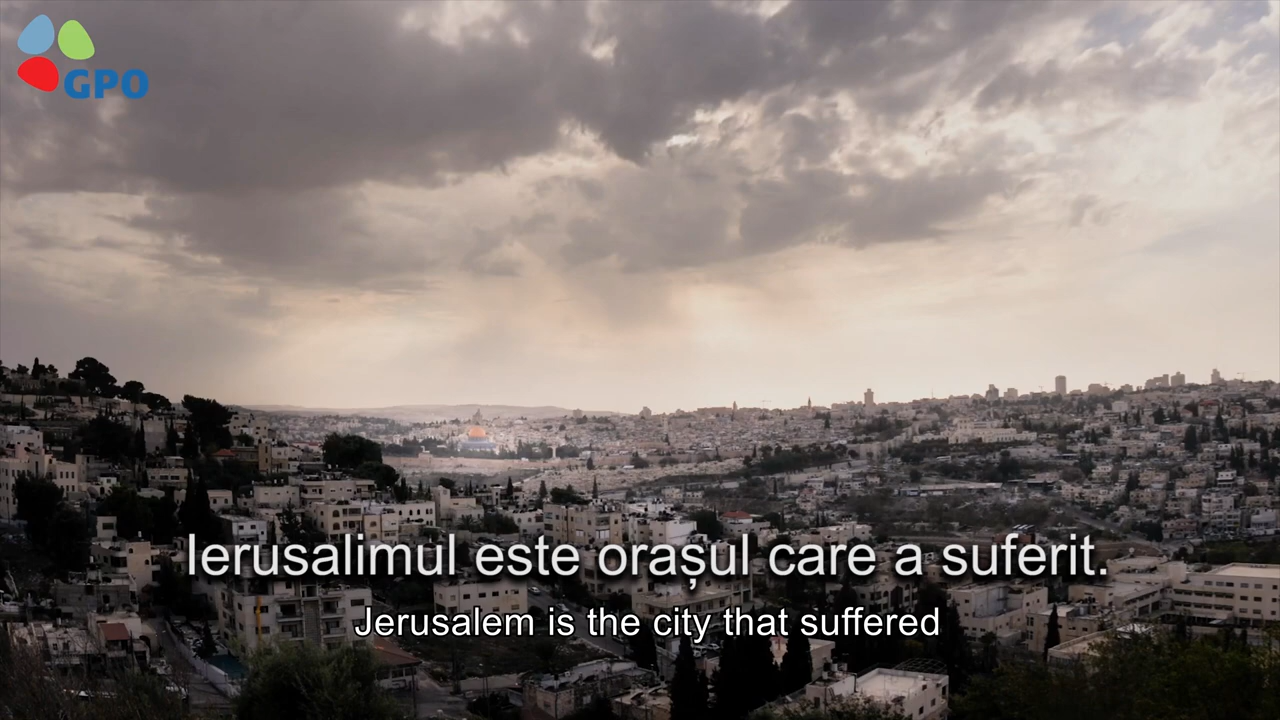 GPO
Ierusalimul este orașul care a suferit.
Jerusalem is the city that suffered